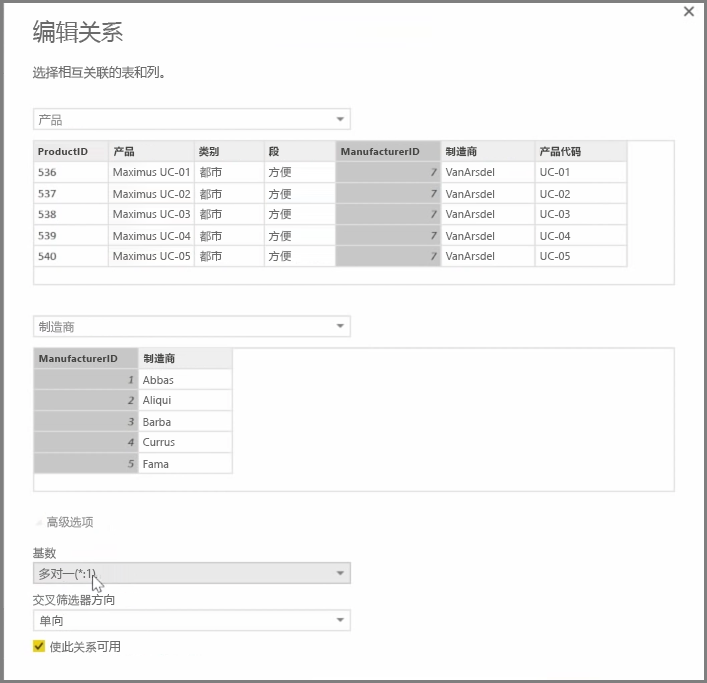 编辑关系
选择相互关联的表和列。
产品
ProductID 产品 类别 段 ManufacturerID 制造商 产品代码
536 Maximus UC-01 都市 方便 7 VanArsdel UC-01
537 Maximus UC-02 都市 方便 7 VanArsdel UC-02
538 Maximus UC-03 都市 方便 7 VanArsdel UC-03
539 Maximus UC-04 都市 方便 7 VanArsdel UC-04
540 Maximus UC-05 都市 方便 7 VanArsdel UC-05
制造商
ManufacturerID 制造商
1 Abbas
2 Aliqui
3 Barba
4 Currus
5 Fama
高级选项
基数
多对一(*:1)
交叉筛选器方向
单向
使此关系可用